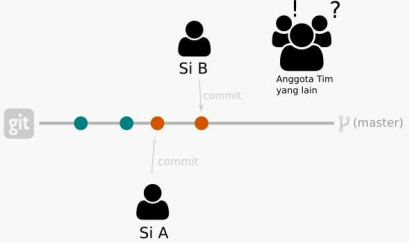 ! ?
Si B
Anggota Tim
yang lain
commit
git
(master)
commit
Si A